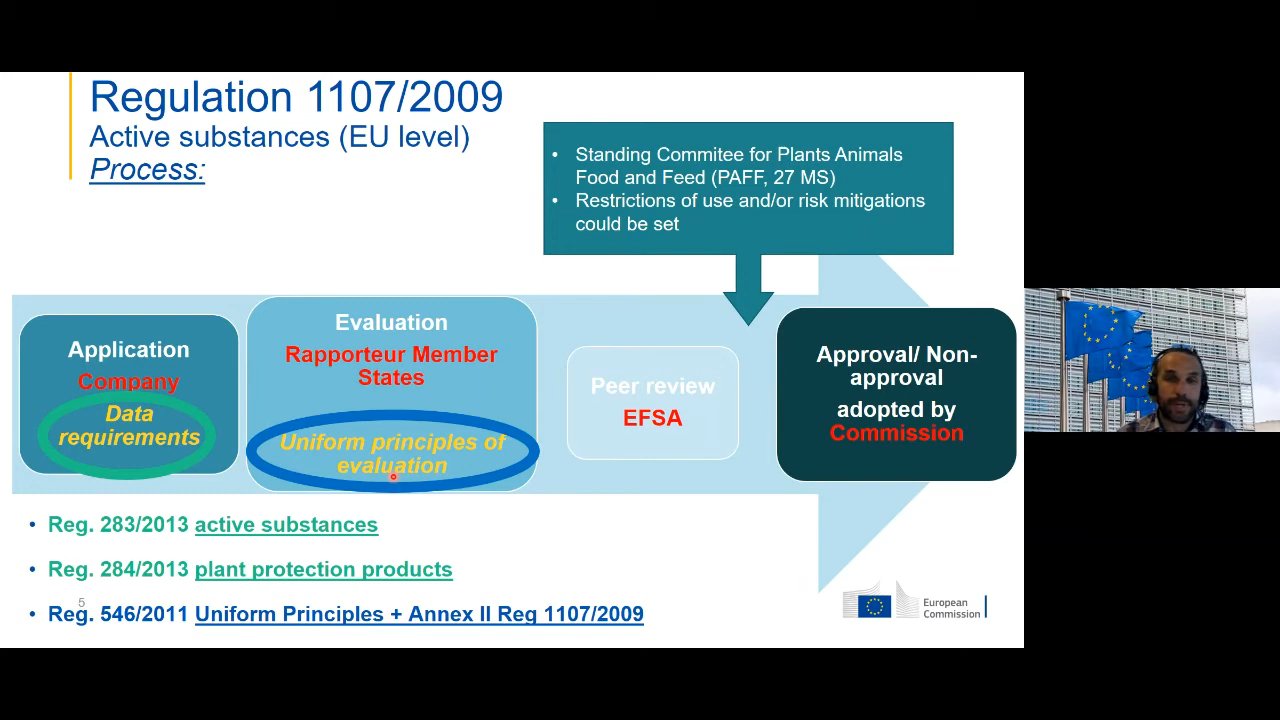 Regulation 1107/2009
Active substances (EU level)
Process:
• Standing Commitee for Plants Animals
Food and Feed (PAFF, 27 MS)
• Restrictions of use and/or risk mitigations
could be set
Application
Company
Data
requirements
Evaluation
Rapporteur Member
States
Uniform principles of
evaluation
Peer review
EFSA
Approval/ Non-
approval
adopted by
Commission
• Reg. 283/2013 active substances
• Reg. 284/2013 plant protection products
5
• Reg. 546/2011 Uniform Principles + Annex II Reg 1107/2009
European
Commission